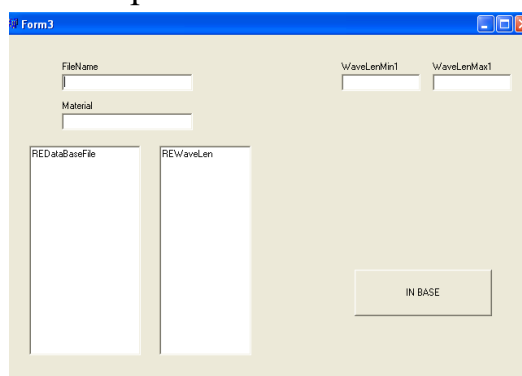 Form3
FileName
WaveLenMin1 WaveLenMax1
Material
REDataBaseFile REWaveLen
IN BASE